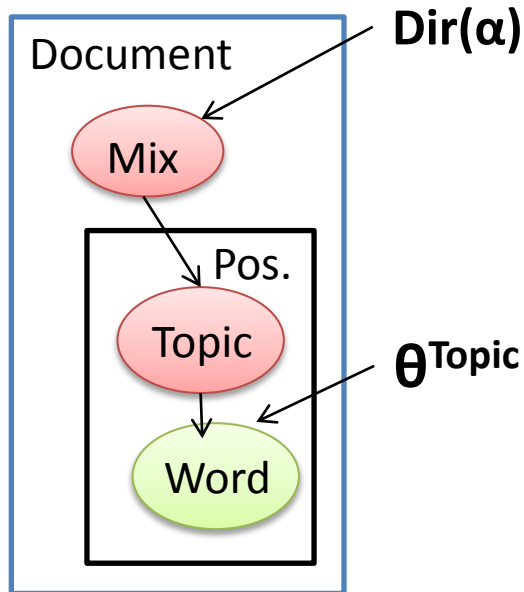 Dir(α)
Document
Mix
Pos.
Topic
θTopic
Word